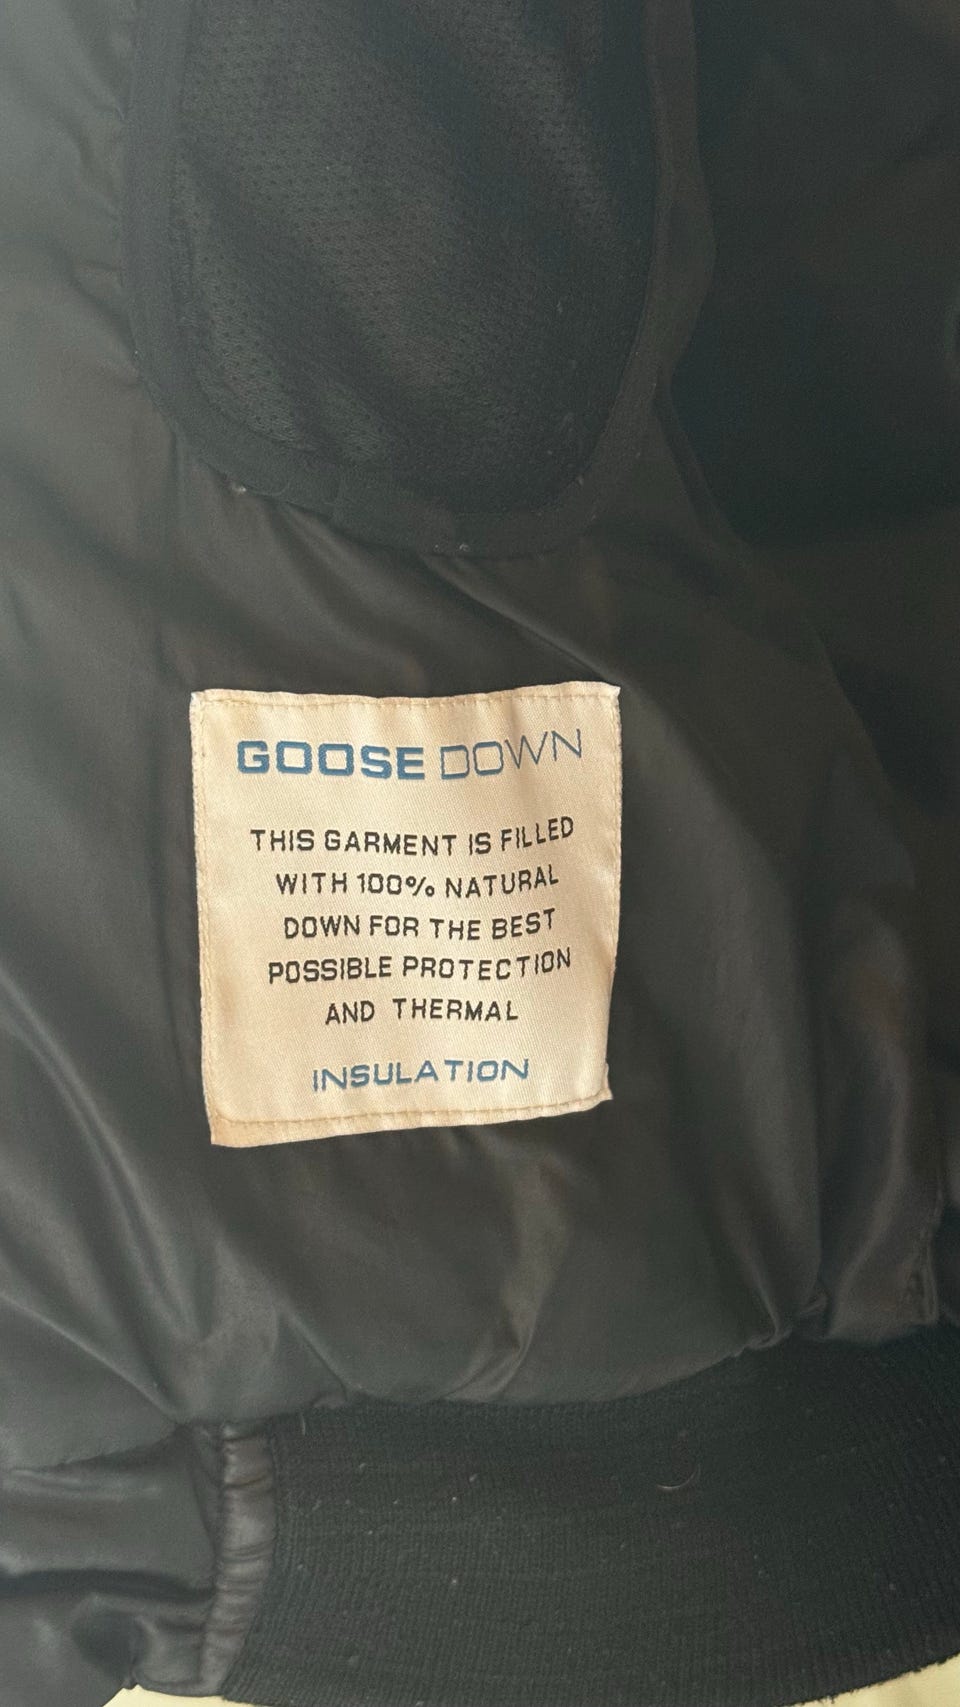 GOOSE DOWN
THIS GARMENT IS FILLED
WITH 100% NATURAL
DOWN FOR THE BEST
POSSIBLE PROTECTION
AND THERMAL
INSULATION